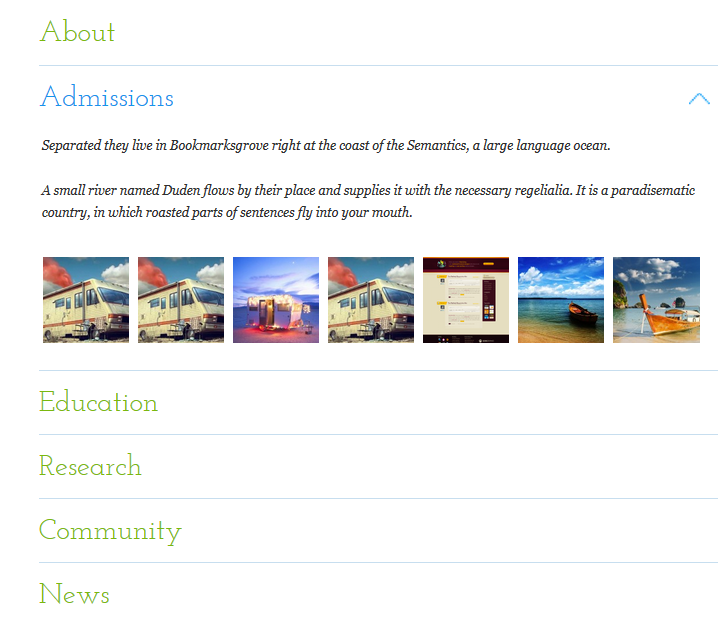 About
Admissions
Separated they live in Bookmarksgrove right at the coast of the Semantics, a large language ocean.
A small river named Duden flows by their place and supplies it with the necessary regelialia. It is a paradisematic
country, in which roasted parts of sentences fly into your mouth.
Education
Research
Community
News